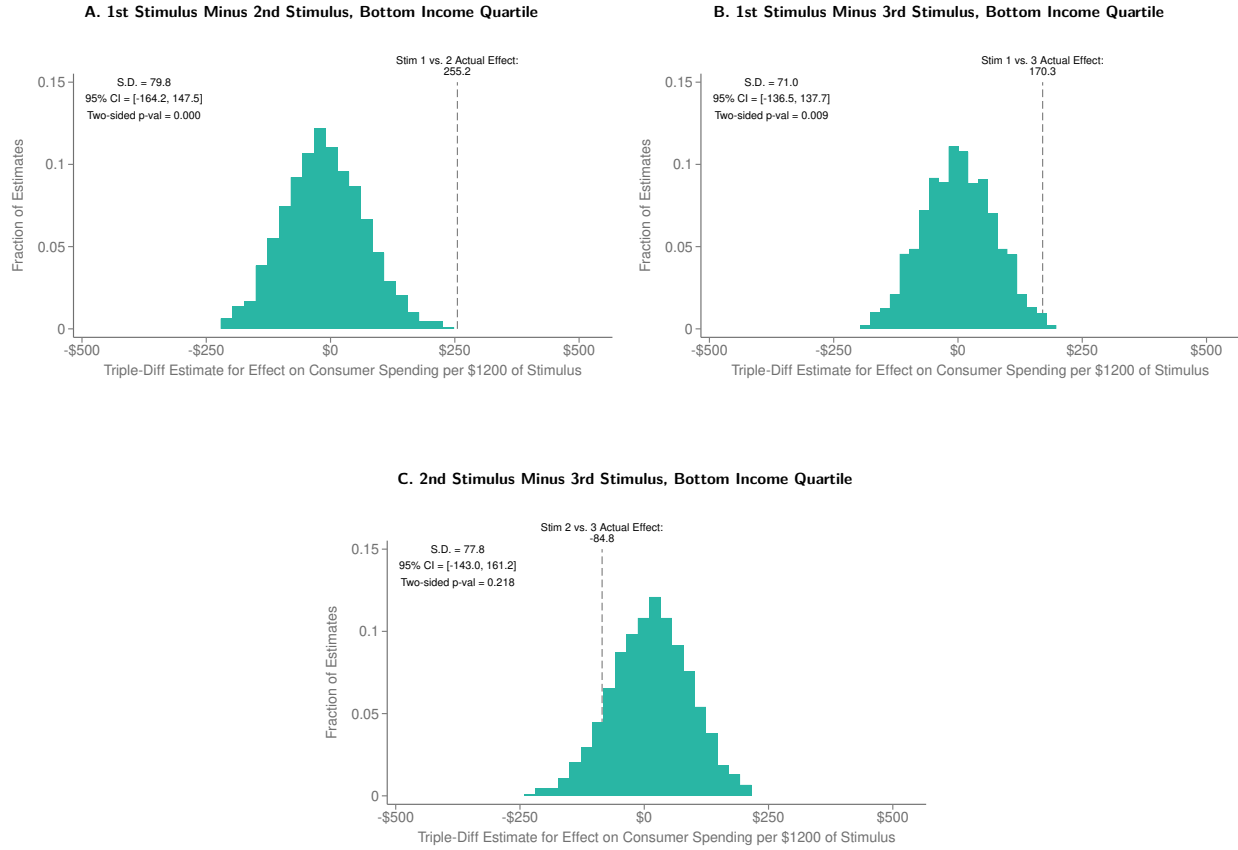 A. 1st Stimulus Minus 2nd Stimulus, Bottom Income Quartile
Stim 1 vs. 2 Actual Effect:
255.2
S.D. = 79.8
95% CI = [-164.2, 147.5]
Two-sided p-val = 0.000
Fraction of Estimates
0.15
0.1
0.05
0
-$500
-$250
$0
$250
$500
Triple-Diff Estimate for Effect on Consumer Spending per $1200 of Stimulus
B. 1st Stimulus Minus 3rd Stimulus, Bottom Income Quartile
Stim 1 vs. 3 Actual Effect:
170.3
S.D. = 71.0
95% CI = [-136.5, 137.7]
Two-sided p-val = 0.009
Fraction of Estimates
0.15
0.1
0.05
0
-$500
-$250
$0
$250
$500
Triple-Diff Estimate for Effect on Consumer Spending per $1200 of Stimulus
C. 2nd Stimulus Minus 3rd Stimulus, Bottom Income Quartile
Stim 2 vs. 3 Actual Effect:
-84.8
S.D. = 77.8
95% CI = [-143.0, 161.2]
Two-sided p-val = 0.218
Fraction of Estimates
0.15
0.1
0.05
0
-$500
-$250
$0
$250
$500
Triple-Diff Estimate for Effect on Consumer Spending per $1200 of Stimulus